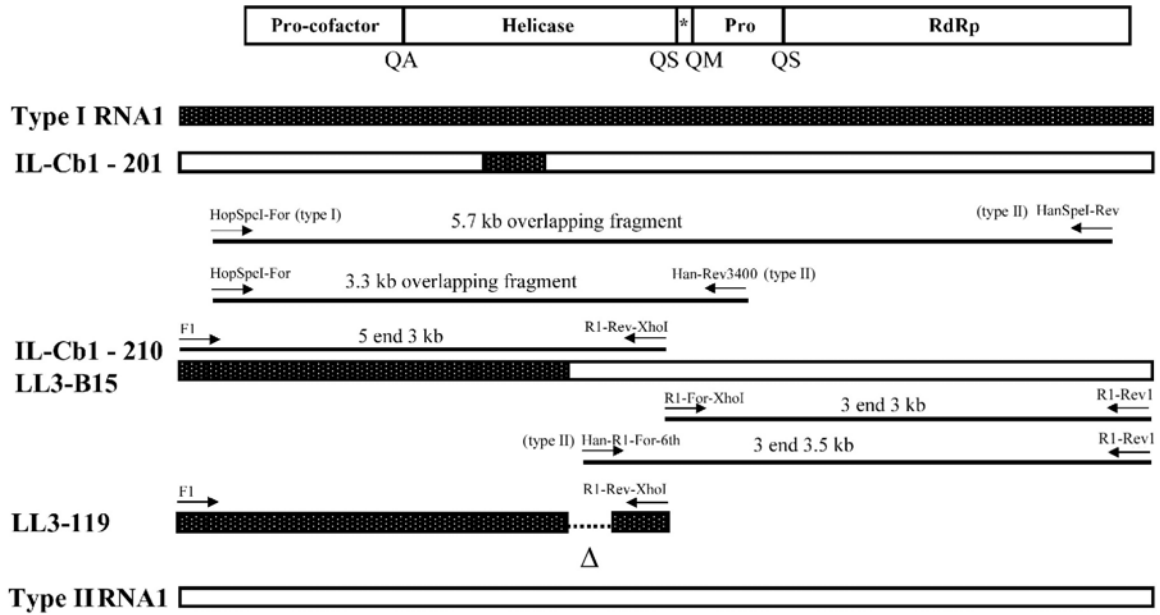 Pro-cofactor Helicase * Pro RdRp
QA QS QM QS
Type I RNA1
IL-Cb1 - 201
HopSpeI-For (type I) 5.7 kb overlapping fragment (type II) HanSpeI-Rev
HopSpeI-For 3.3 kb overlapping fragment Han-Rev3400 (type II)
F1 5 end 3 kb R1-Rev-XhoI
IL-Cb1 - 210
LL3-B15
R1-For-XhoI 3 end 3 kb R1-Rev1
(type II) Han-R1-For-6th 3 end 3.5 kb R1-Rev1
F1 R1-Rev-XhoI
LL3-119
Δ
Type II RNA1